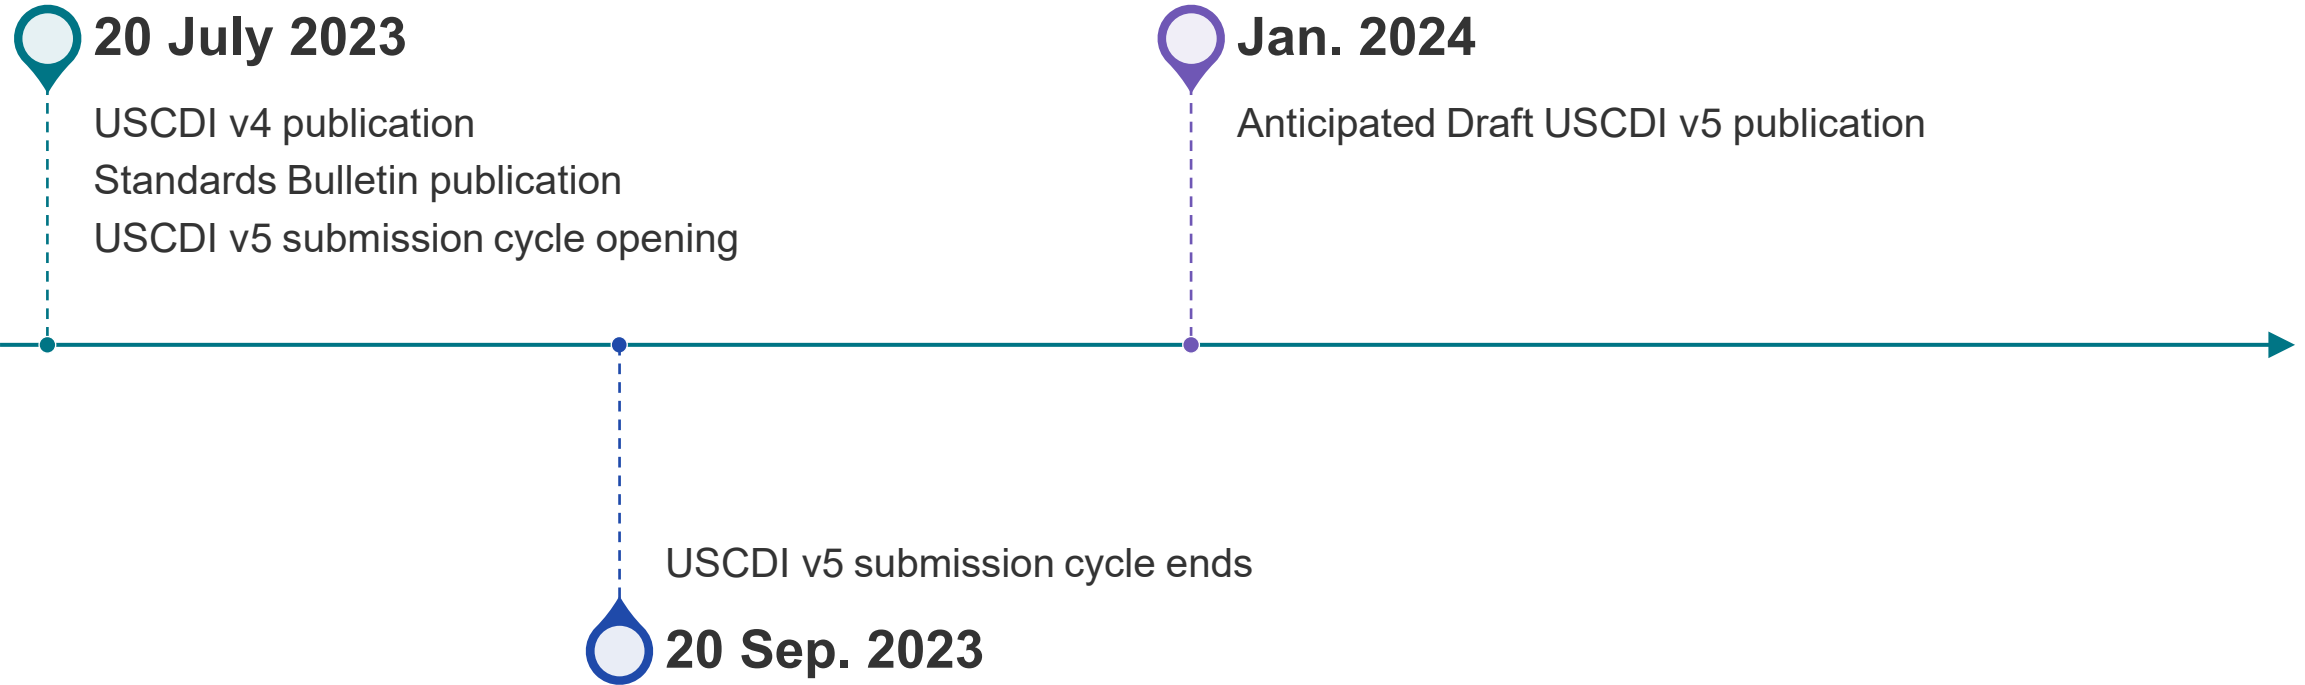 20 July 2023
USCDI v4 publication
Standards Bulletin publication
USCDI v5 submission cycle opening
Jan. 2024
Anticipated Draft USCDI v5 publication
USCDI v5 submission cycle ends
20 Sep. 2023